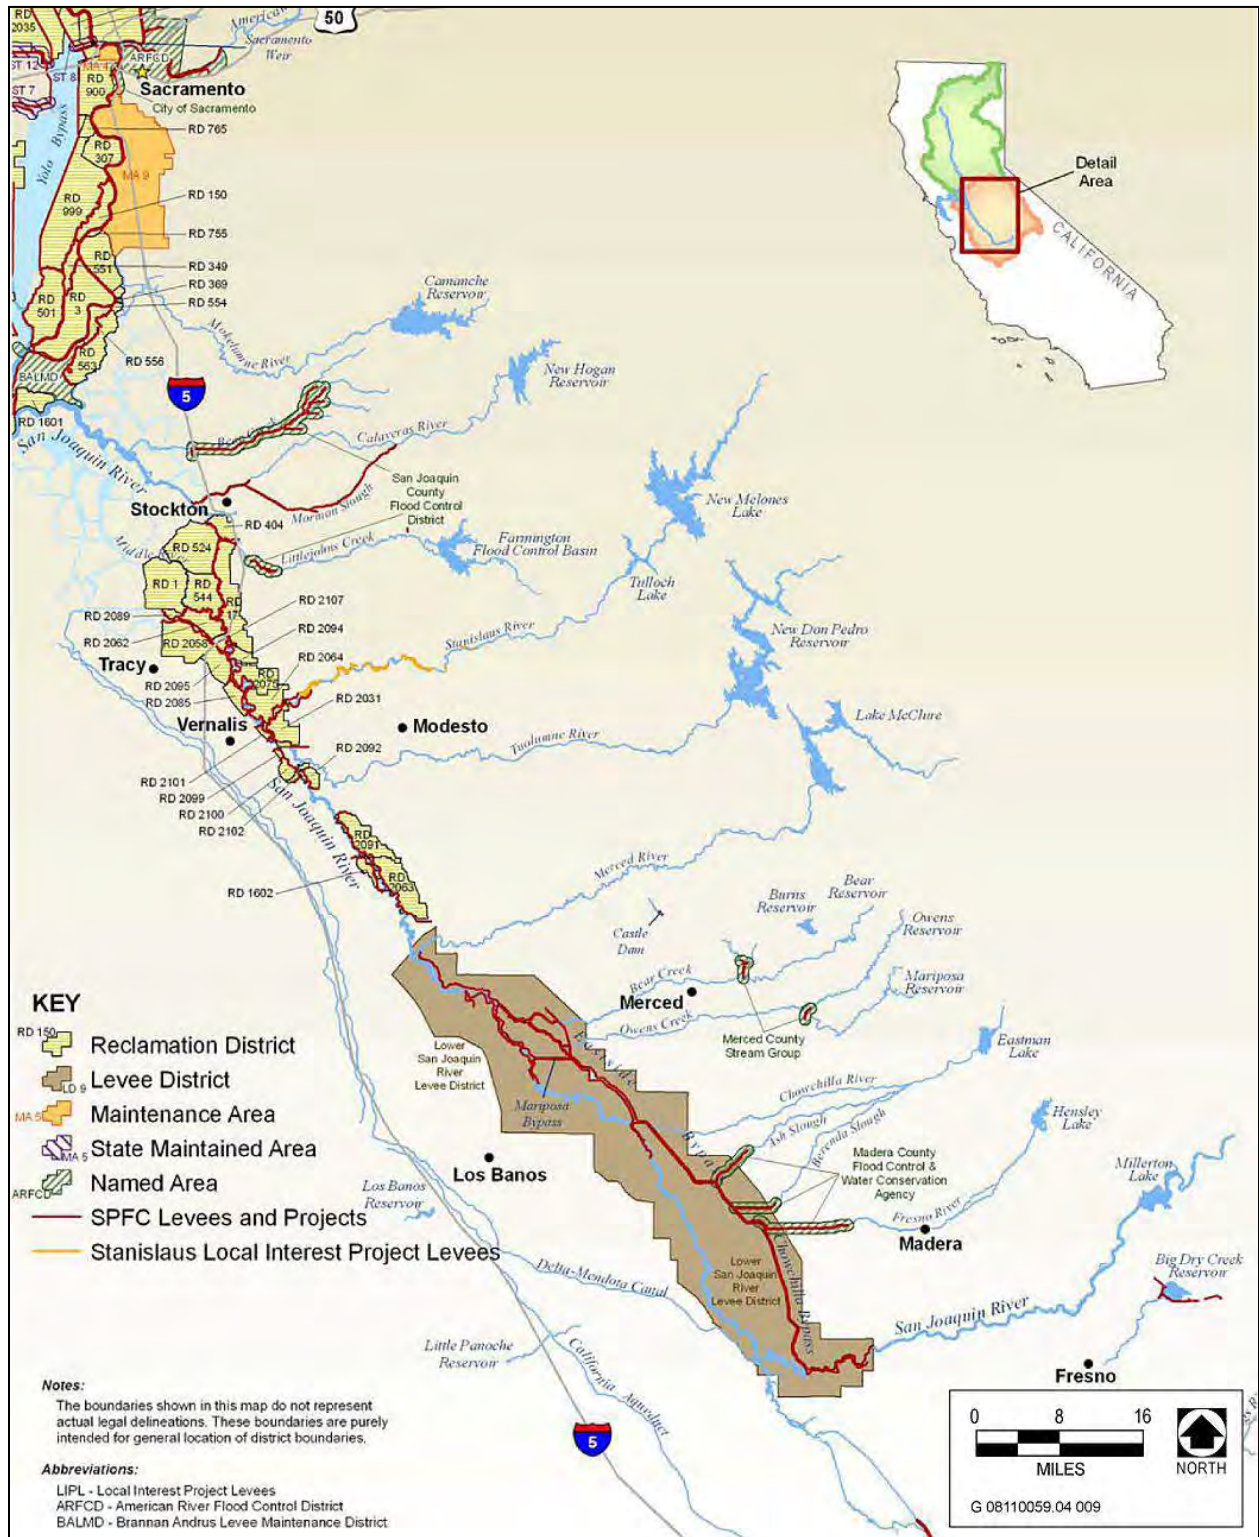 RD
2035
American
50
Sacramento
Weir
ARFCD
ST 12
ST 8
MA 4
ST 7
RD
900
Sacramento
City of Sacramento
Yolo Bypass
RD 765
RD
307
MA 9
RD 150
RD
999
RD 755
RD
551
RD 349
RD 369
RD 554
RD
501
RD
3
RD
563
RD 556
BALMD
RD 1601
Detail
Area
CALIFORNIA
Camanche
Reservoir
Mokelumne River
New Hogan
Reservoir
5
Bear Creek
Calaveras River
San Joaquin River
San Joaquin
County
Flood Control
District
Stockton
Mormon Slough
New Melones
Lake
RD 404
Middle River
RD 524
Littlejohns Creek
Farmington
Flood Control Basin
RD 1
RD
544
RD
17
Tulloch
Lake
RD 2107
RD 2089
RD 2094
RD 2062
RD 2058
Stanislaus River
New Don Pedro
Reservoir
RD 2064
Tracy
RD
2075
RD 2095
RD 2085
RD 2031
Vernalis
Modesto
Lake McClure
Tuolumne River
RD 2092
RD 2101
RD 2099
RD 2100
RD 2102
San Joaquin River
RD
2091
RD 1602
RD
2063
Merced River
Burns
Reservoir
Bear
Reservoir
Owens
Reservoir
Castle
Dam
Bear Creek
Mariposa
Reservoir
Merced
Owens Creek
Merced County
Stream Group
Eastman
Lake
Lower
San Joaquin
River
Levee District
Eastside
Bypass
Mariposa
Bypass
Chowchilla River
Ash Slough
Berenda Slough
Hensley
Lake
Madera County
Flood Control &
Water Conservation
Agency
Millerton
Lake
Los Banos
Los Banos
Reservoir
Fresno River
Madera
Big Dry Creek
Reservoir
Delta-Mendota Canal
Lower
San Joaquin
River
Levee District
Chowchilla Bypass
San Joaquin River
Little Panoche
Reservoir
California Aqueduct
Fresno
5
KEY
RD 150
Reclamation District
LD 9
Levee District
MA 5
Maintenance Area
MA 5
State Maintained Area
ARFCD
Named Area
SPFC Levees and Projects
Stanislaus Local Interest Project Levees
Notes:
The boundaries shown in this map do not represent
actual legal delineations. These boundaries are purely
intended for general location of district boundaries.
Abbreviations:
LIPL - Local Interest Project Levees
ARFCD - American River Flood Control District
BALMD - Brannan Andrus Levee Maintenance District
0 8 16
MILES
NORTH
G 08110059.04 009